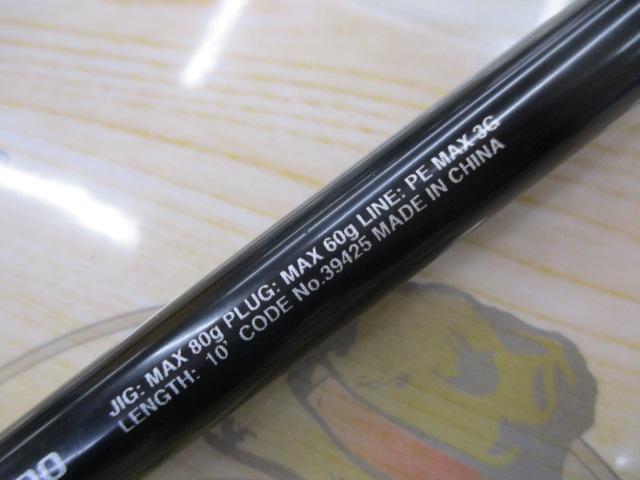 JIG: MAX 80g PLUG: MAX 60g LINE: PE MAX 3G
LENGTH: 10' CODE No.39425 MADE IN CHINA